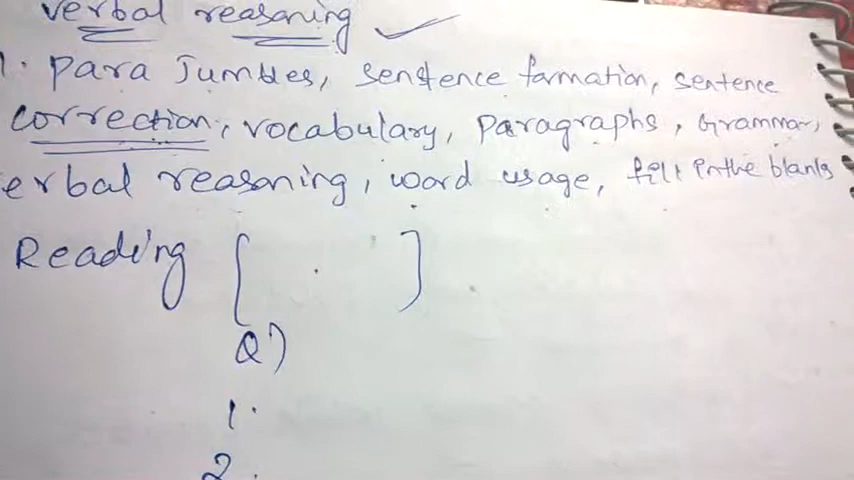 verbal reasoning ✓
1. Para Jumbles, senstence formation, sentence
correction, vocabulary, Paragraphs, Grammar,
erbal reasoning, word usage, fill in the blanks
Reading [ ]
Q)
1.
2.